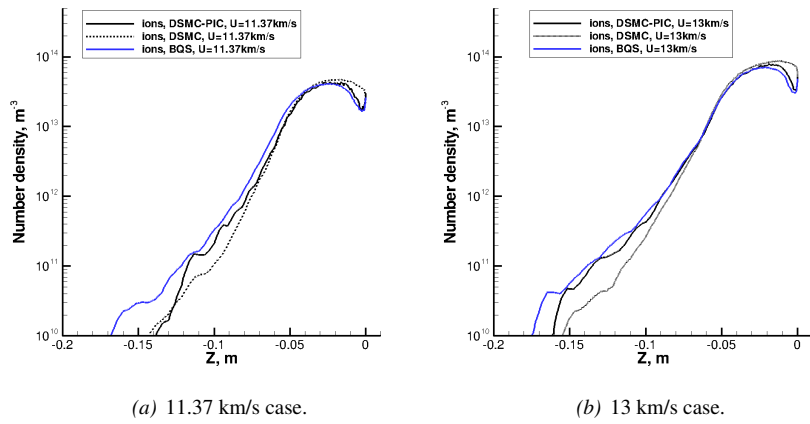 ions, DSMC-PIC, U=11.37km/s
ions, DSMC, U=11.37km/s
ions, BQS, U=11.37km/s
Number density, m-3
10^14
10^13
10^12
10^11
10^10
-0.2 -0.15 -0.1 -0.05 0
Z, m
(a) 11.37 km/s case.
ions, DSMC-PIC, U=13km/s
ions, DSMC, U=13km/s
ions, BQS, U=13km/s
Number density, m-3
10^14
10^13
10^12
10^11
10^10
-0.2 -0.15 -0.1 -0.05 0
Z, m
(b) 13 km/s case.